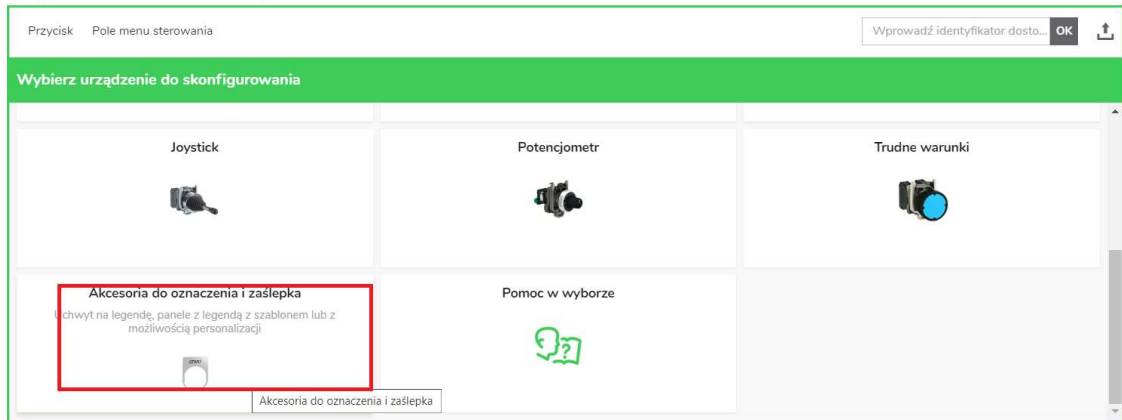 Przycisk Pole menu sterowania
Wprowadź identyfikator dosto... OK
Wybierz urządzenie do skonfigurowania
Joystick
Potencjometr
Trudne warunki
Akcesoria do oznaczenia i zaślepka
Uchwyt na legendę, panele z legendą z szablonem lub z
możliwością personalizacji
START
Pomoc w wyborze
?
Akcesoria do oznaczenia i zaślepka